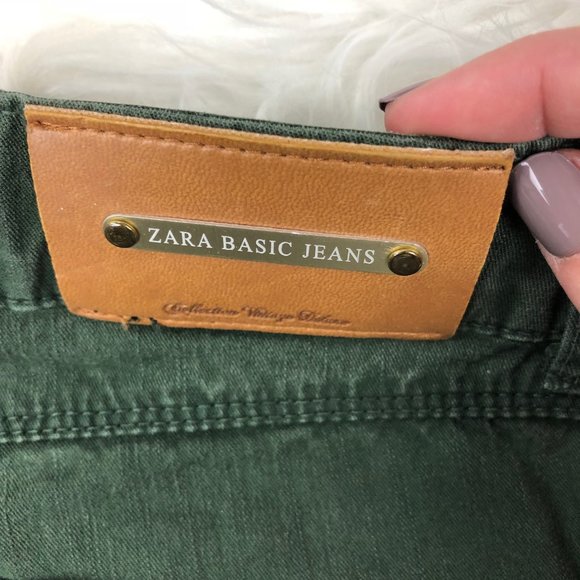 ZARA BASIC JEANS
Collection Vintage Deluxe